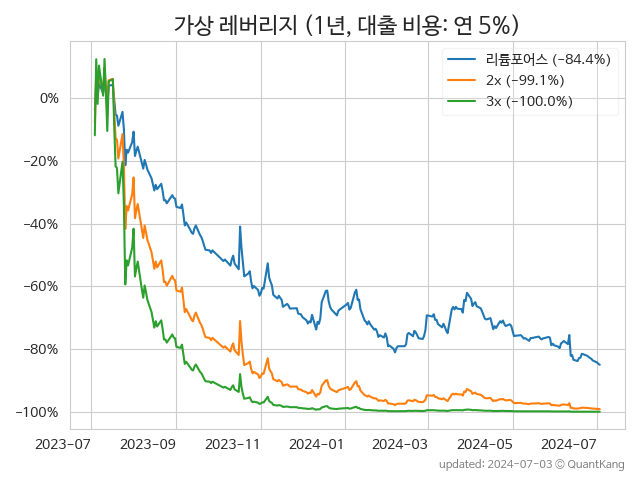 가상 레버리지 (1년, 대출 비용: 연 5%)
리튬포어스 (−84.4%)
2x (−99.1%)
3x (−100.0%)
0%
−20%
−40%
−60%
−80%
−100%
2023-07 2023-09 2023-11 2024-01 2024-03 2024-05 2024-07
updated: 2024-07-03 © QuantKang